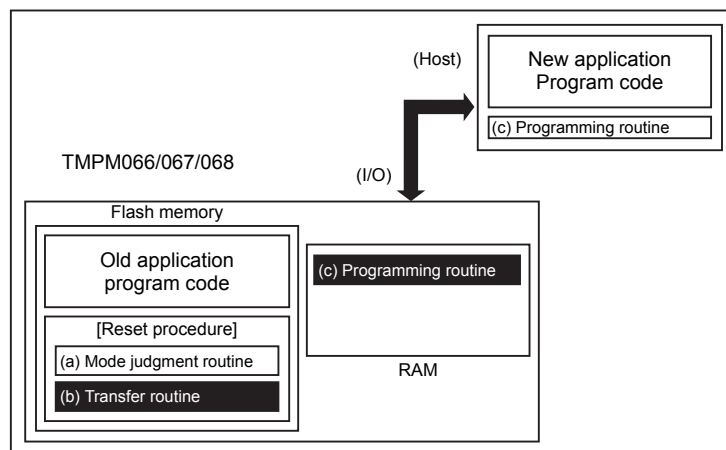 (Host)
New application
Program code
(c) Programming routine
TMPM066/067/068
(I/O)
Flash memory
Old application
program code
[Reset procedure]
(a) Mode judgment routine
(b) Transfer routine
(c) Programming routine
RAM